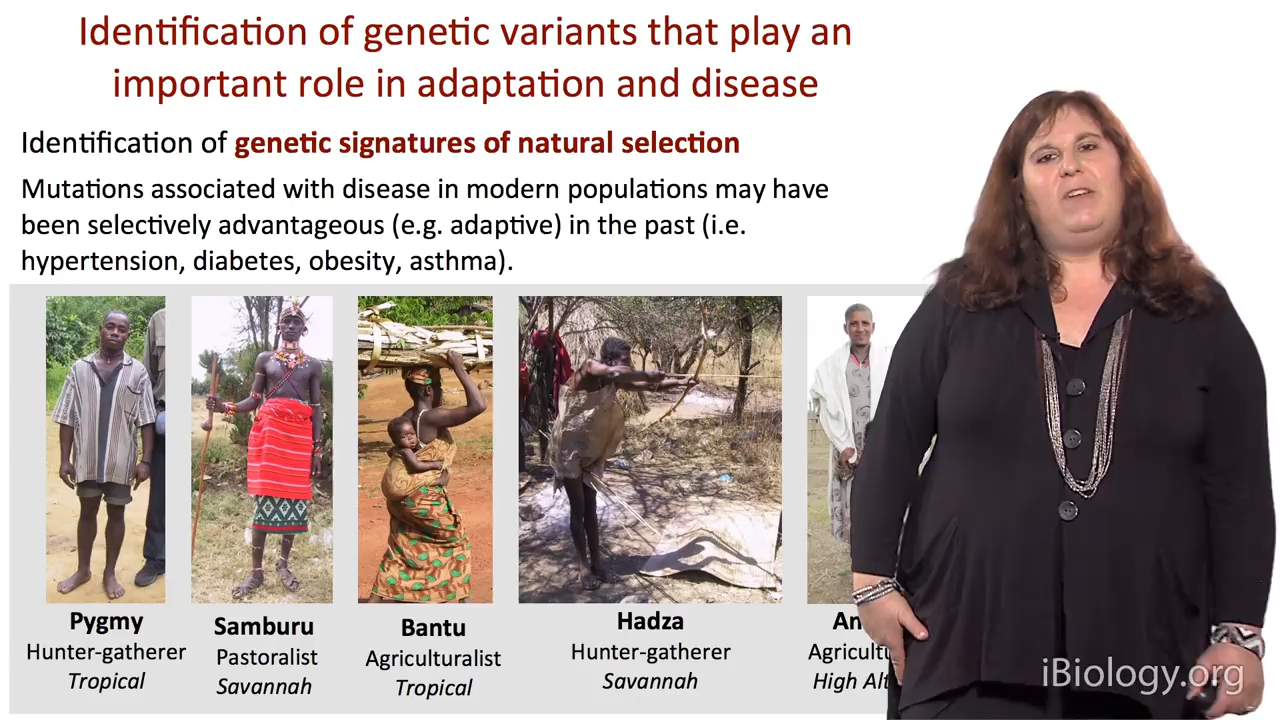 Identification of genetic variants that play an
important role in adaptation and disease
Identification of genetic signatures of natural selection
Mutations associated with disease in modern populations may have
been selectively advantageous (e.g. adaptive) in the past (i.e.
hypertension, diabetes, obesity, asthma).
Pygmy
Hunter-gatherer
Tropical
Samburu
Pastoralist
Savannah
Bantu
Agriculturalist
Tropical
Hadza
Hunter-gatherer
Savannah
High
iBiology.org